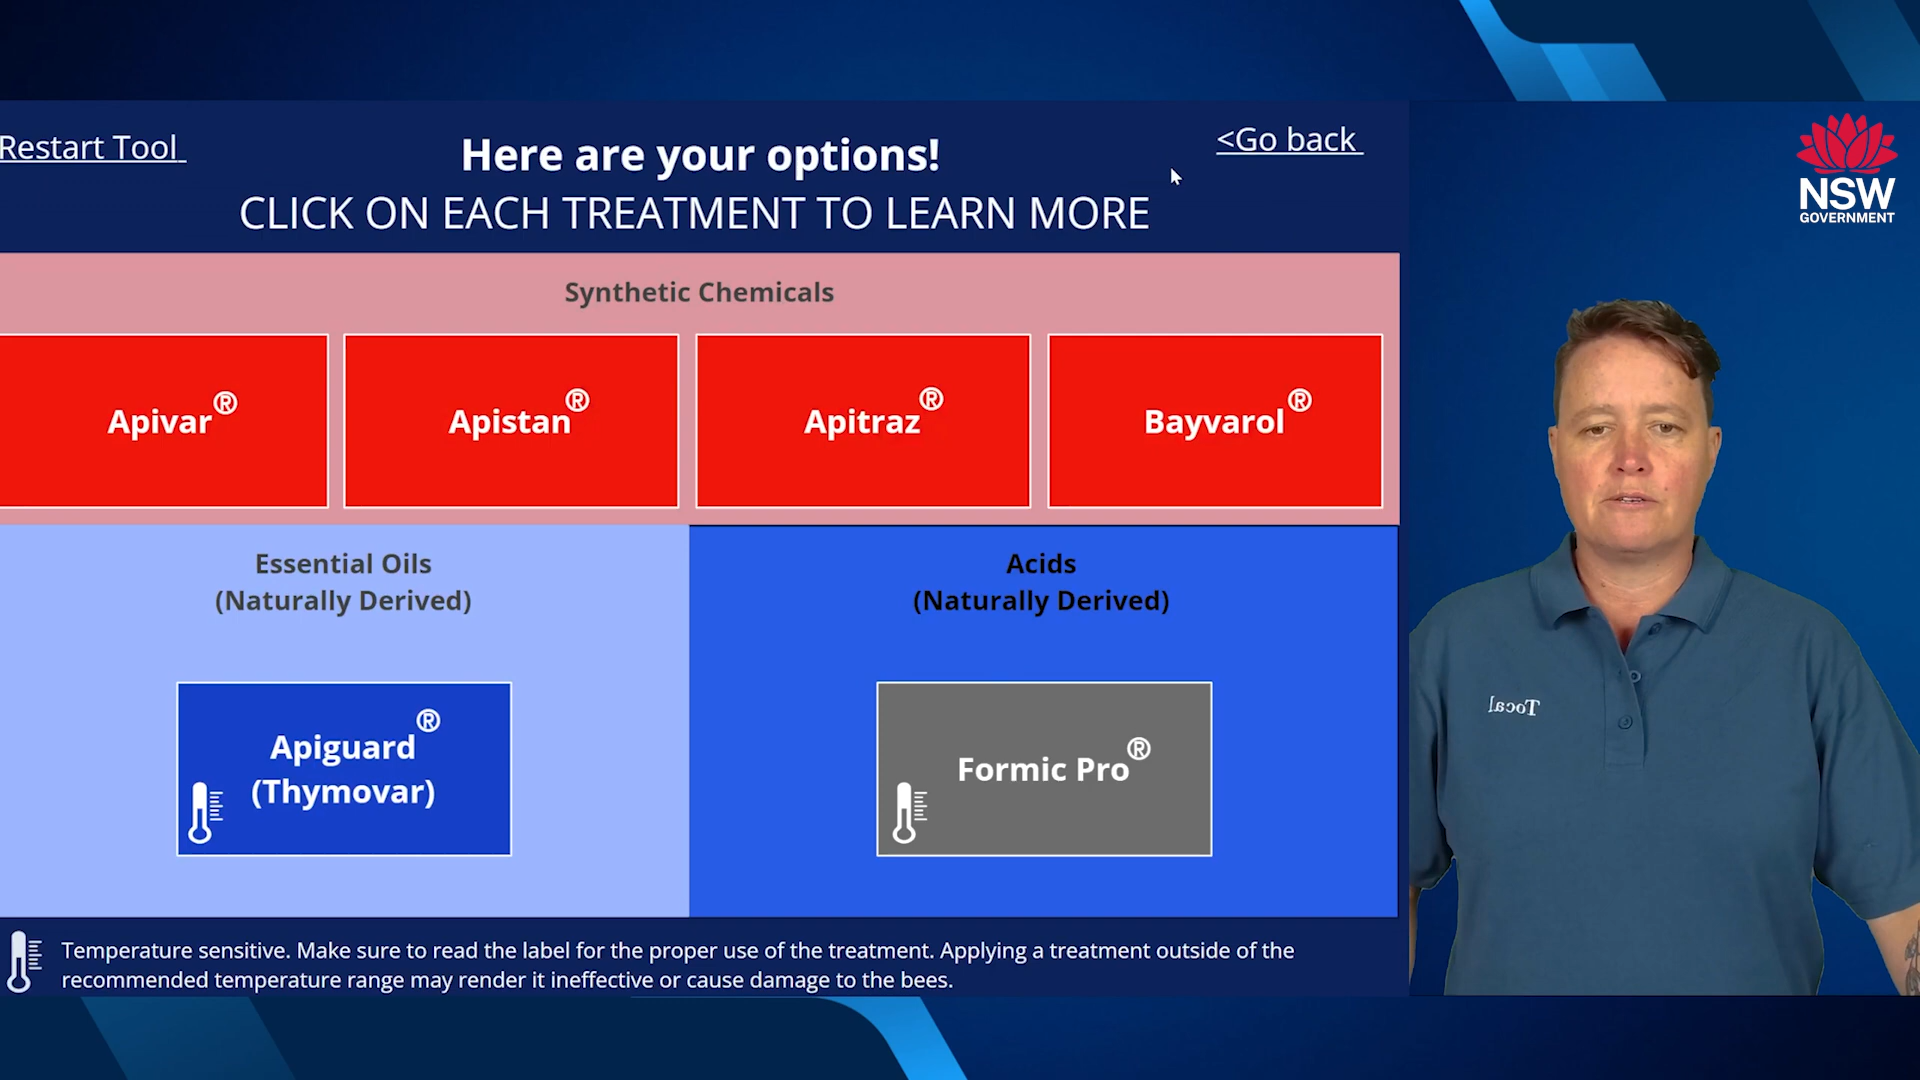 Restart Tool
Here are your options!
<Go back
CLICK ON EACH TREATMENT TO LEARN MORE
NSW
GOVERNMENT
Synthetic Chemicals
Apivar®
Apistan®
Apitraz®
Bayvarol®
Essential Oils
(Naturally Derived)
Acids
(Naturally Derived)
Apiguard®
(Thymovar)
Formic Pro®
Tocal
Temperature sensitive. Make sure to read the label for the proper use of the treatment. Applying a treatment outside of the
recommended temperature range may render it ineffective or cause damage to the bees.